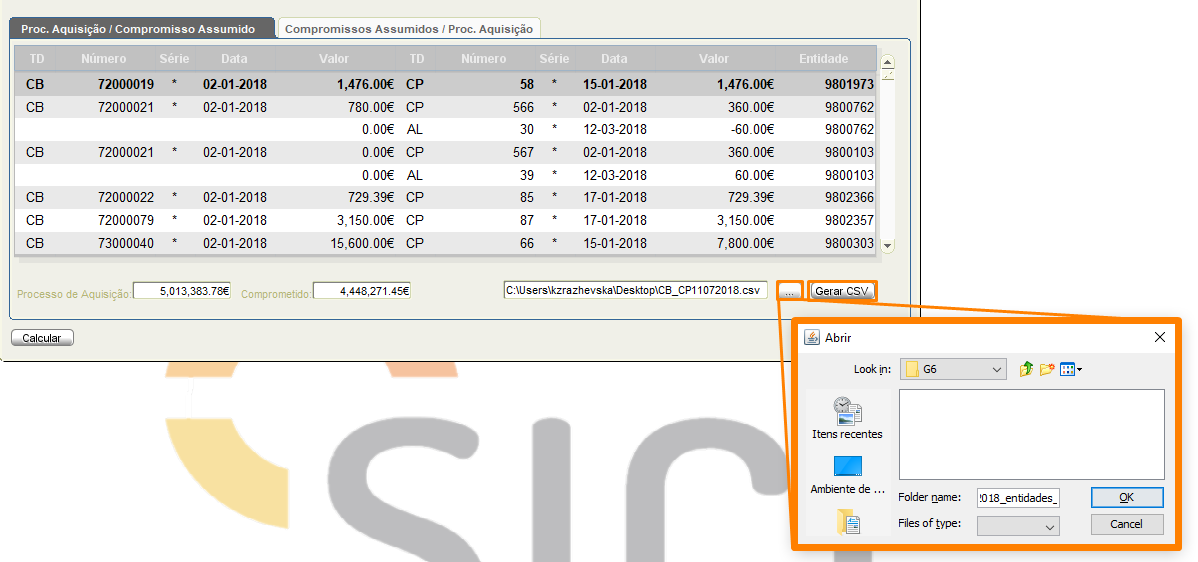 Proc. Aquisição / Compromisso Assumido Compromissos Assumidos / Proc. Aquisição
TD Número Série Data Valor TD Número Série Data Valor Entidade
CB 72000019 * 02-01-2018 1,476.00€ CP 58 * 15-01-2018 1,476.00€ 9801973
CB 72000021 * 02-01-2018 780.00€ CP 566 * 02-01-2018 360.00€ 9800762
0.00€ AL 30 * 12-03-2018 -60.00€ 9800762
CB 72000021 * 02-01-2018 0.00€ CP 567 * 02-01-2018 360.00€ 9800103
0.00€ AL 39 * 12-03-2018 60.00€ 9800103
CB 72000022 * 02-01-2018 729.39€ CP 85 * 17-01-2018 729.39€ 9802366
CB 72000079 * 02-01-2018 3,150.00€ CP 87 * 17-01-2018 3,150.00€ 9802357
CB 73000040 * 02-01-2018 15,600.00€ CP 66 * 15-01-2018 7,800.00€ 9800303
Processo de Aquisição: 5,013,383.78€ Comprometido: 4,448,271.45€ C:\Users\kzrazhevska\Desktop\CB_CP11072018.csv ... Gerar CSV
Calcular
Abrir
Look in: G6
Itens recentes
Ambiente de ...
Folder name: 2018_entidades_ OK
Files of type: Cancel